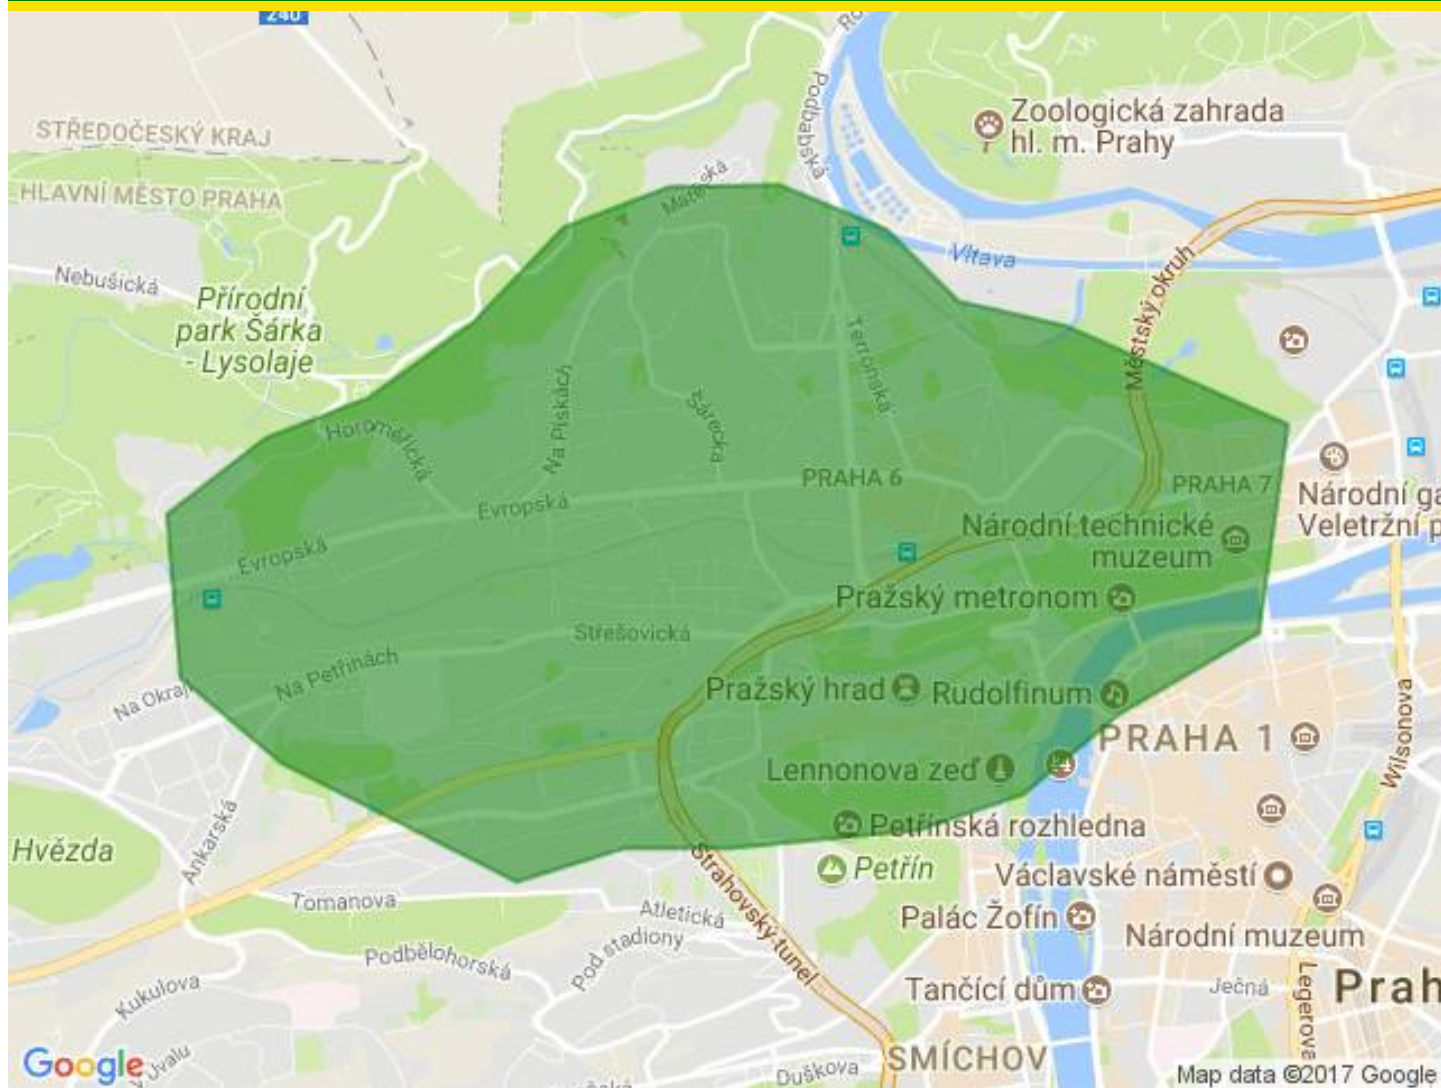 240
Ro
Podbabská
Zoologická zahrada
hl. m. Prahy
STŘEDOČESKÝ KRAJ
HLAVNÍ MĚSTO PRAHA
Mateřská
Nebušická
Vltava
Městský okruh
Přírodní
park Šárka
- Lysolaje
Terronská
Na Pískách
Šárecká
Horoměřická
PRAHA 6
PRAHA 7
Evropská
Národní ga
Veletržní p
Národní technické
muzeum
Evropská
Pražský metronom
Střešovická
Na Petřinách
Na Okraj
Pražský hrad
Rudolfinum
PRAHA 1
Wilsonova
Lennonova zeď
Petřínská rozhledna
Ankarská
Hvězda
Strahovský tunel
Petřín
Václavské náměstí
Tomanova
Atletická
Palác Žofín
Národní muzeum
Pod stadiony
Podbělohorská
Kukulova
Tančící dům
Ječná
Legerova
Prah
SMÍCHOV
Duškova
Jvalu
Google
Map data ©2017 Google